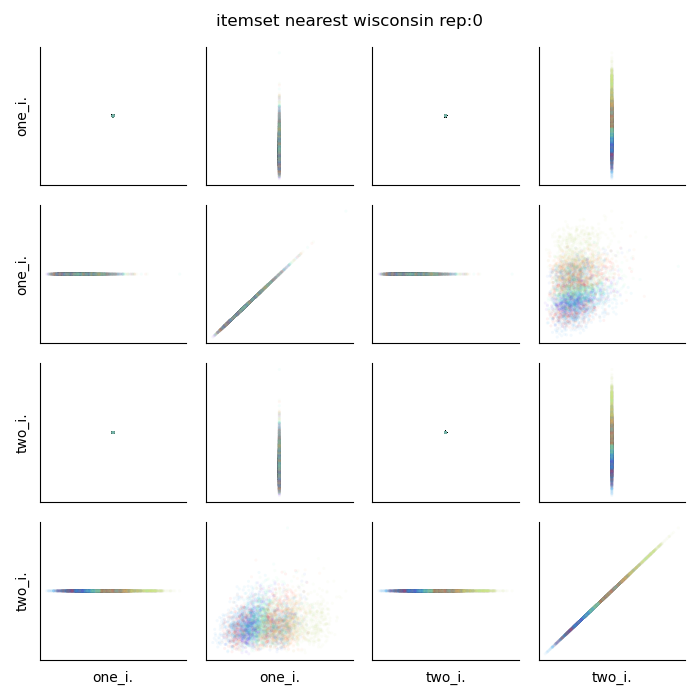 itemset nearest wisconsin rep:0
one_i.
one_i.
two_i.
two_i.
one_i.
one_i.
two_i.
two_i.